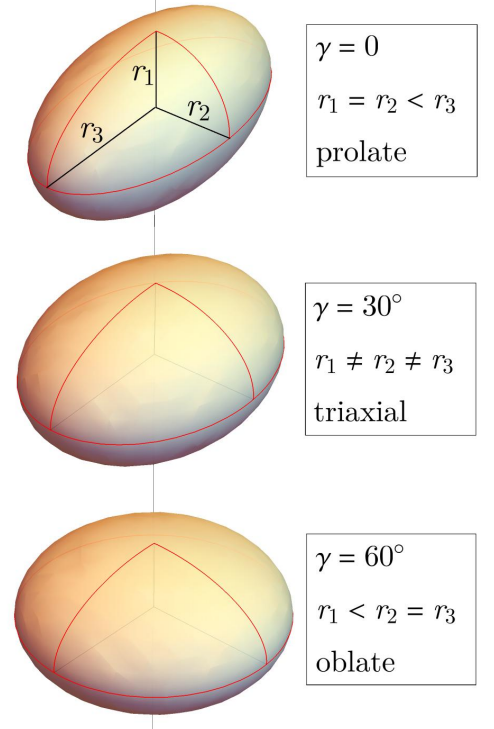 r₁
r₂
r₃
γ = 0
r₁ = r₂ < r₃
prolate
γ = 30°
r₁ ≠ r₂ ≠ r₃
triaxial
γ = 60°
r₁ < r₂ = r₃
oblate